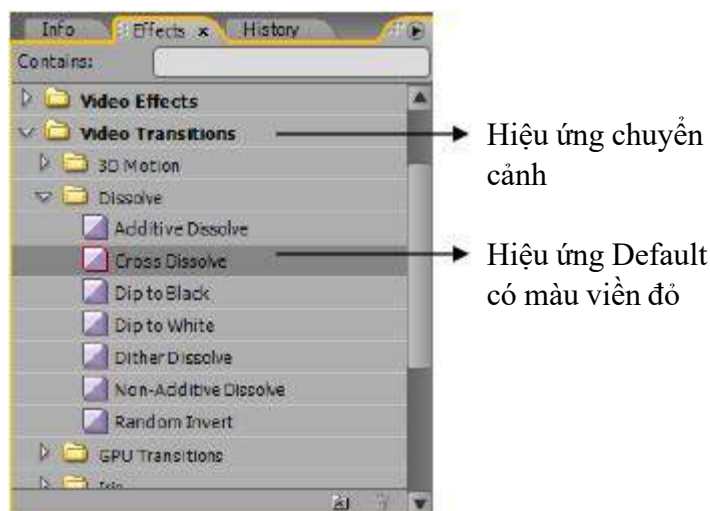 Info Effects x History
Contains:
Video Effects
Video Transitions
3D Motion
Dissolve
Additive Dissolve
Cross Dissolve
Dip to Black
Dip to White
Dither Dissolve
Non-Additive Dissolve
Random Invert
GPU Transitions
Iris
Hiệu ứng chuyển
cảnh
Hiệu ứng Default
có màu viền đỏ